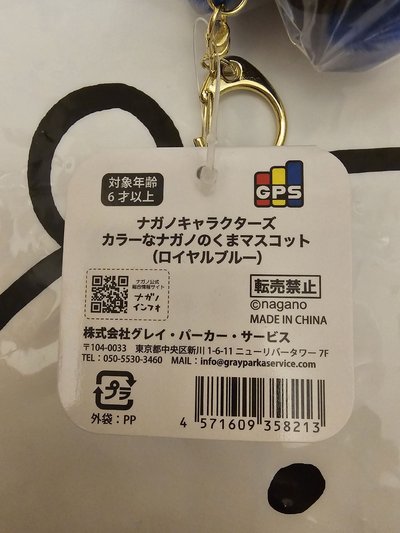 対象年齢
6才以上
GPS
ナガノキャラクターズ
カラーなナガノのくまマスコット
(ロイヤルブルー)
ナガノ公式
総合情報サイト
ナガノ
インフォ
転売禁止
©nagano
MADE IN CHINA
株式会社グレイ・パーカー・サービス
〒104-0033 東京都中央区新川 1-6-11 ニューリバータワー 7F
TEL : 050-5530-3460 MAIL : info@grayparkaservice.com
プラ
外袋 : PP
4 571609 358213